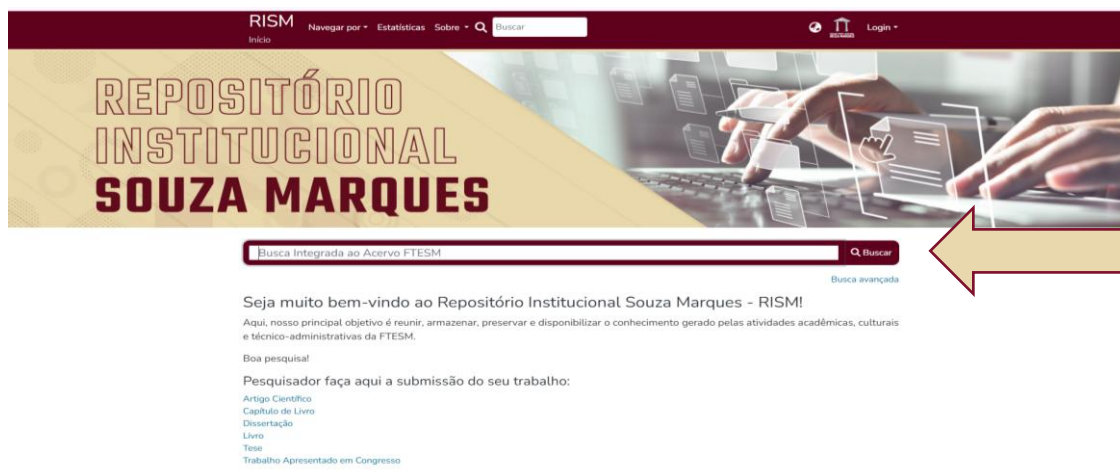 RISM
Início
Navegar por
Estatísticas
Sobre
Buscar
Login
REPOSITÓRIO
INSTITUCIONAL
SOUZA MARQUES
Busca Integrada ao Acervo FTESM
Buscar
Busca avançada
Seja muito bem-vindo ao Repositório Institucional Souza Marques - RISM!
Aqui, nosso principal objetivo é reunir, armazenar, preservar e disponibilizar o conhecimento gerado pelas atividades acadêmicas, culturais
e técnico-administrativas da FTESM.
Boa pesquisa!
Pesquisador faça aqui a submissão do seu trabalho:
Artigo Científico
Capítulo de Livro
Dissertação
Livro
Tese
Trabalho Apresentado em Congresso